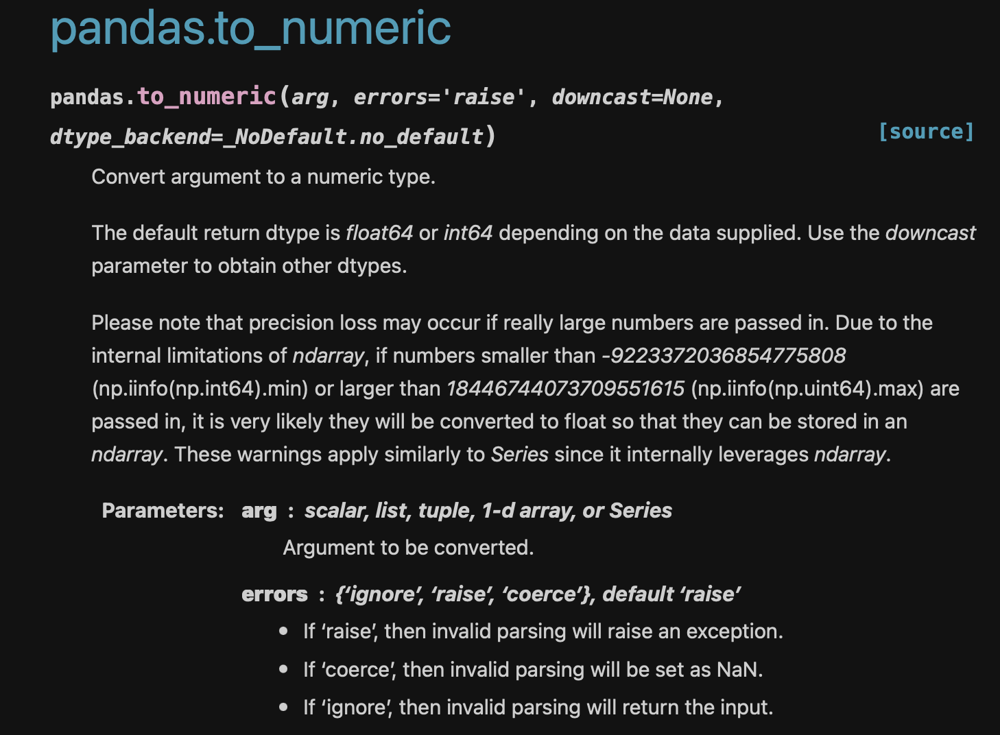 pandas.to_numeric
pandas.to_numeric(arg, errors='raise', downcast=None,
dtype_backend=_NoDefault.no_default)
[source]
Convert argument to a numeric type.
The default return dtype is float64 or int64 depending on the data supplied. Use the downcast
parameter to obtain other dtypes.
Please note that precision loss may occur if really large numbers are passed in. Due to the
internal limitations of ndarray, if numbers smaller than -9223372036854775808
(np.iinfo(np.int64).min) or larger than 18446744073709551615 (np.iinfo(np.uint64).max) are
passed in, it is very likely they will be converted to float so that they can be stored in an
ndarray. These warnings apply similarly to Series since it internally leverages ndarray.
Parameters: arg : scalar, list, tuple, 1-d array, or Series
Argument to be converted.
errors : {‘ignore’, ‘raise’, ‘coerce’}, default ‘raise’
• If ‘raise’, then invalid parsing will raise an exception.
• If ‘coerce’, then invalid parsing will be set as NaN.
• If ‘ignore’, then invalid parsing will return the input.